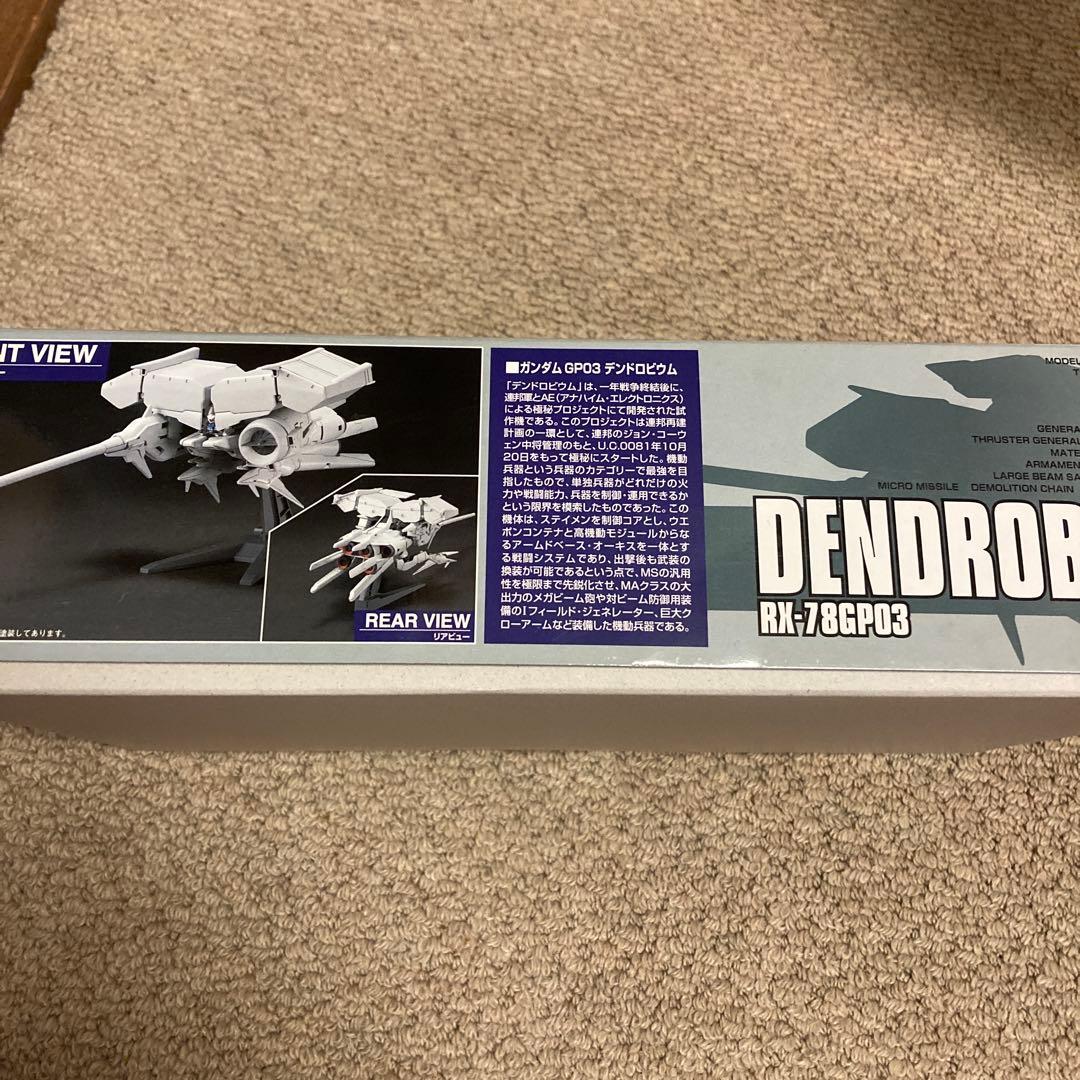 NT VIEW
ー
塗装してあります。
REAR VIEW
リアビュー
■ガンダム GP03 デンドロビウム
「デンドロビウム」は、一年戦争終結後に、
連邦軍とAE(アナハイム・エレクトロニクス)
による極秘プロジェクトにて開発された試
作機である。このプロジェクトは連邦再建
計画の一環として、連邦のジョン・コーウ
ェン中将管理のもと、U.C.0081年10月
20日をもって極秘にスタートした。機動
兵器という兵器のカテゴリーで最強を目
指したもので、単独兵器がどれだけの火
力や戦闘能力、兵器を制御・運用できるか
という限界を模索したものであった。この
機体は、ステイメンを制御コアとし、ウエ
ポンコンテナと高機動モジュールからな
るアームドベース・オーキスを一体とす
る戦闘システムであり、出撃後も武装の
換装が可能であるという点で、MSの汎用
性を極限まで先鋭化させ、MAクラスの大
出力のメガビーム砲や対ビーム防御用装
備のIフィールド・ジェネレーター、巨大ク
ローアームなど装備した機動兵器である。
MODEL
T
GENERA
THRUSTER GENERAL
MATE
ARMAMEN
LARGE BEAM SA
MICRO MISSILE DEMOLITION CHAIN
DENDROB
RX-78GP03